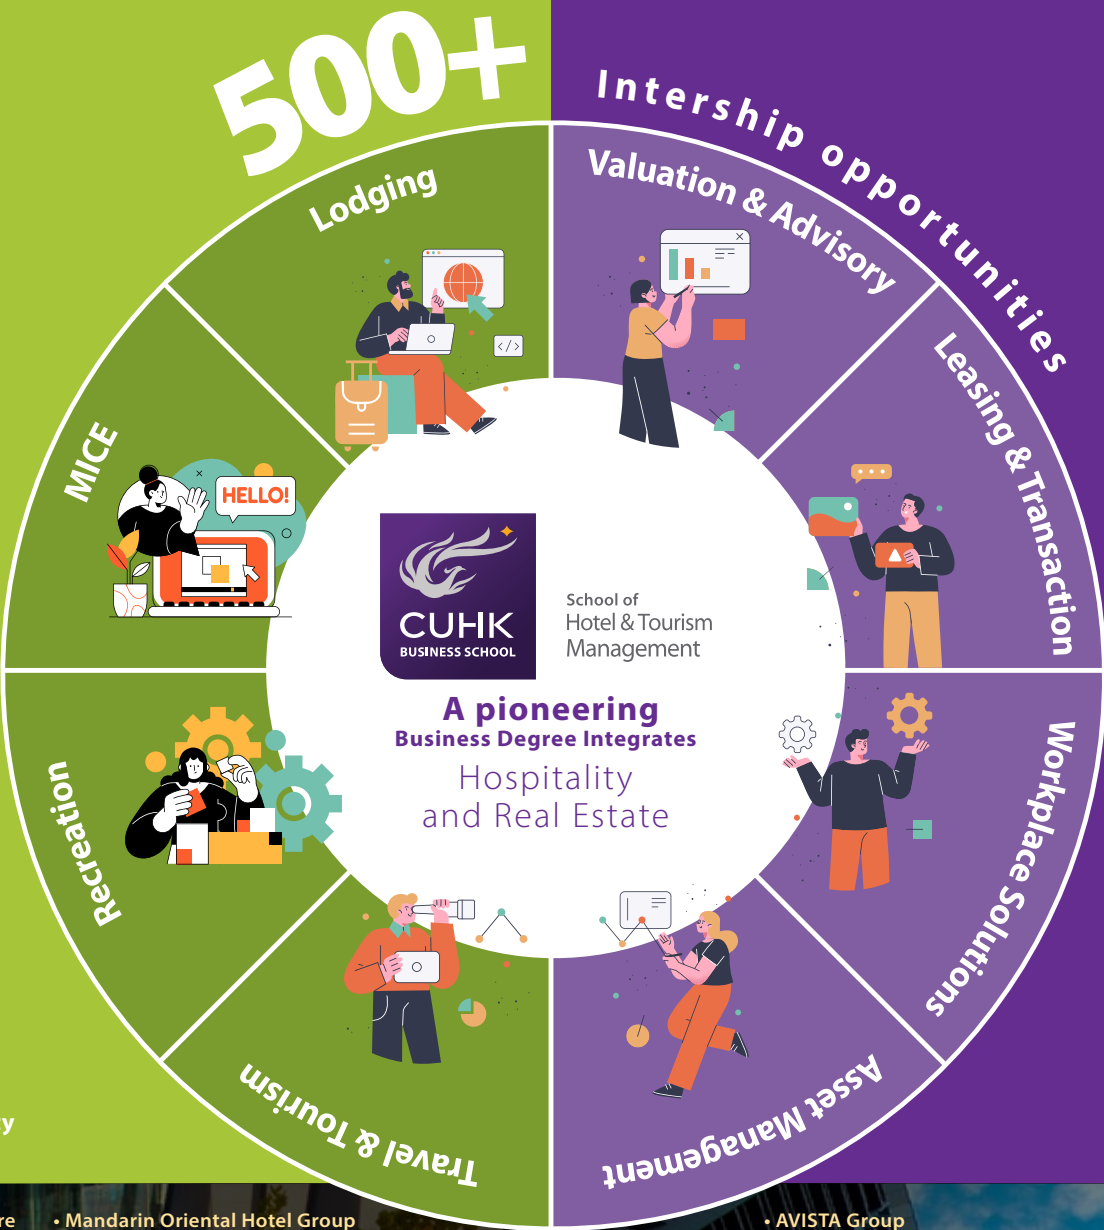 500+
Intership opportunities
Lodging
Valuation & Advisory
Leasing & Transaction
Workplace Solutions
Asset Management
Travel & Tourism
Recreation
MICE
HELLO!
</>
CUHK
BUSINESS SCHOOL
School of
Hotel & Tourism
Management
A pioneering
Business Degree Integrates
Hospitality
and Real Estate
• Mandarin Oriental Hotel Group
• AVISTA Group